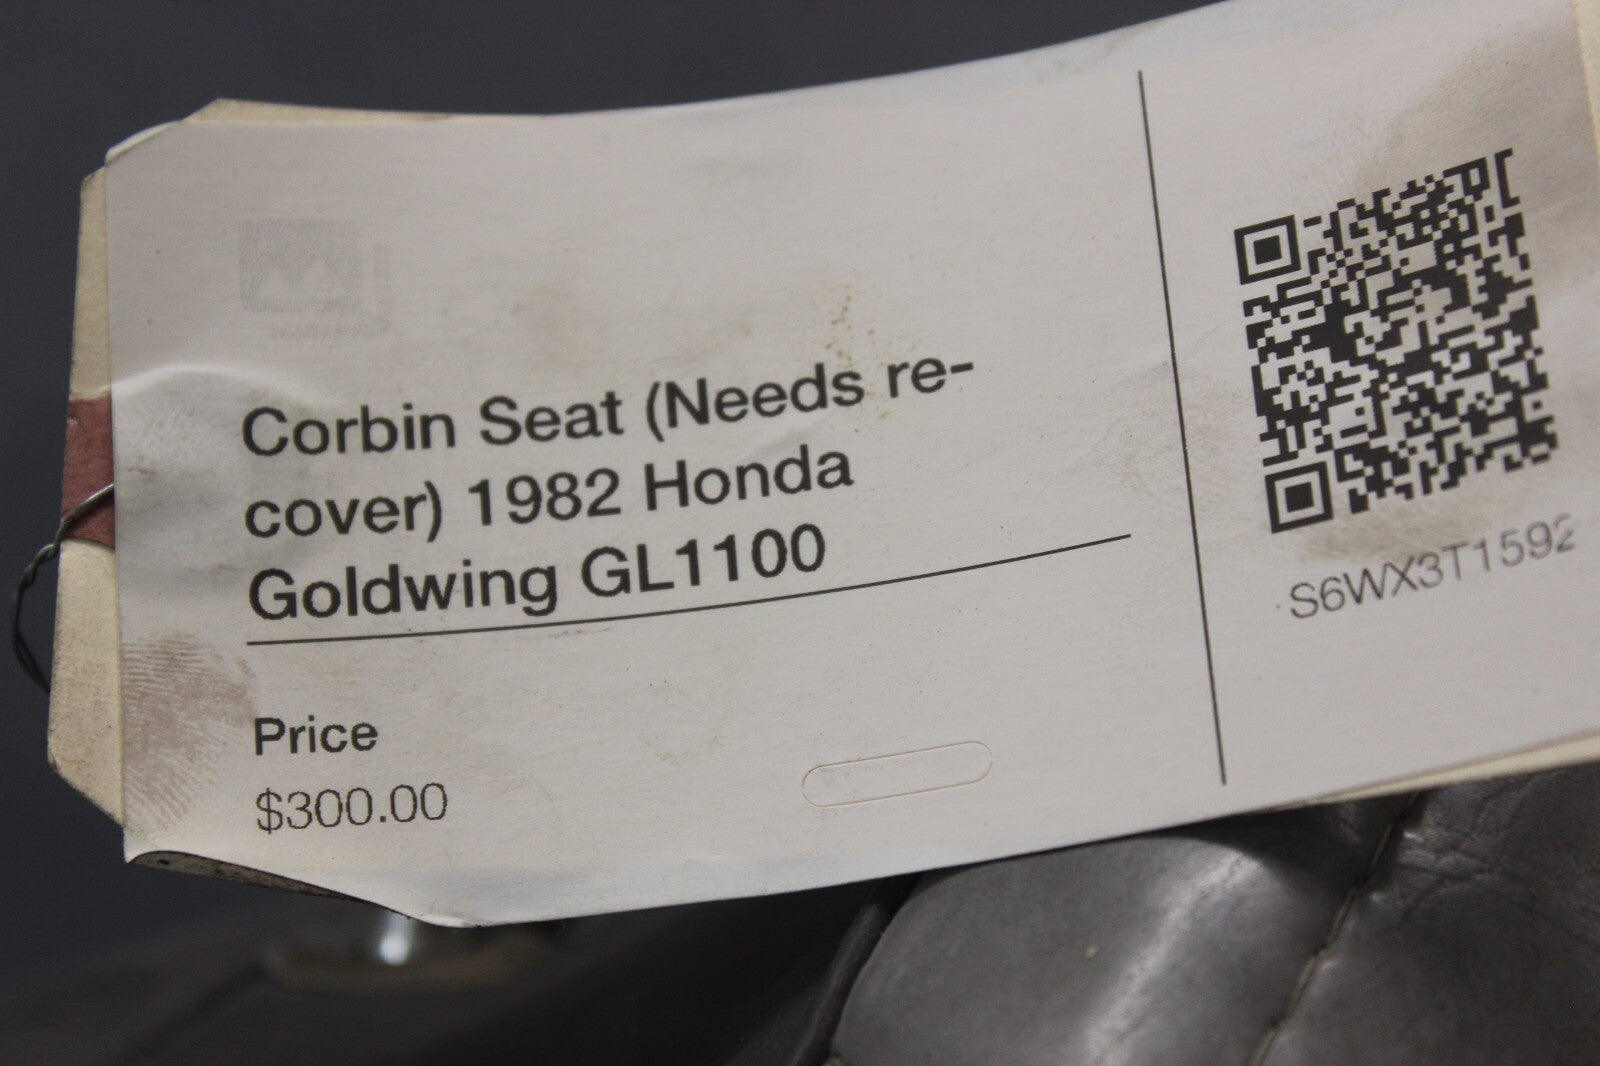 Corbin Seat (Needs re-
cover) 1982 Honda
Goldwing GL1100
Price
$300.00
S6WX3T1592